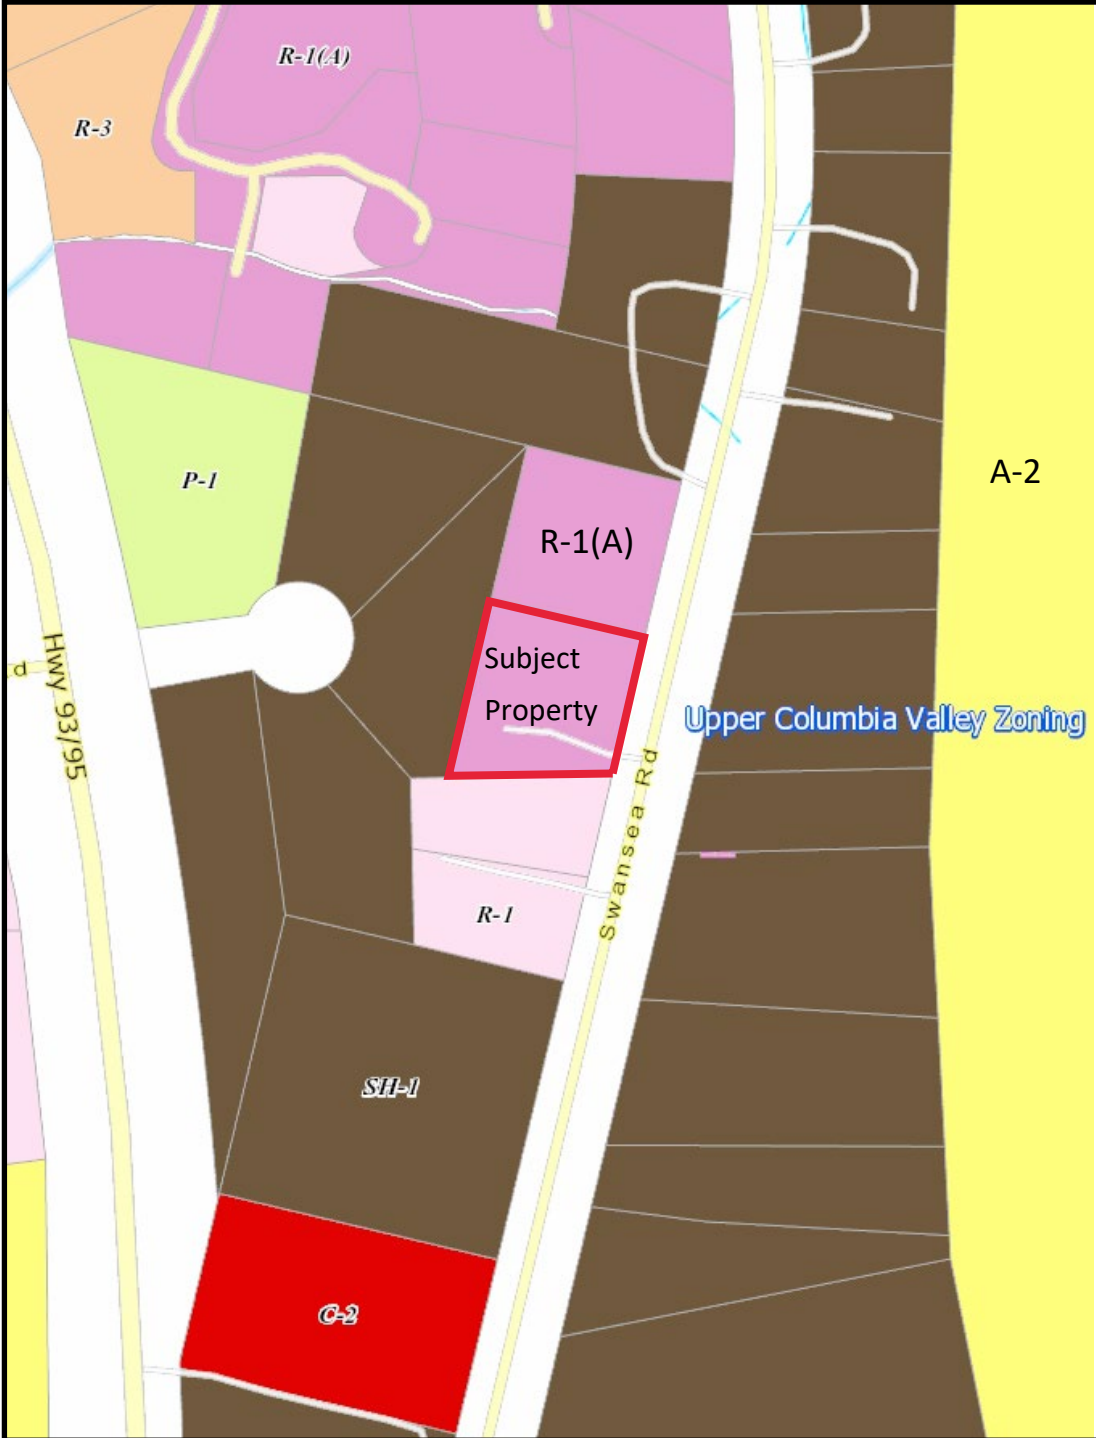 R-1(A)
R-3
P-1
A-2
R-1(A)
Subject
Property
d
Hwy 93/95
Upper Columbia Valley Zoning
Swansea Rd
R-1
SH-1
C-2